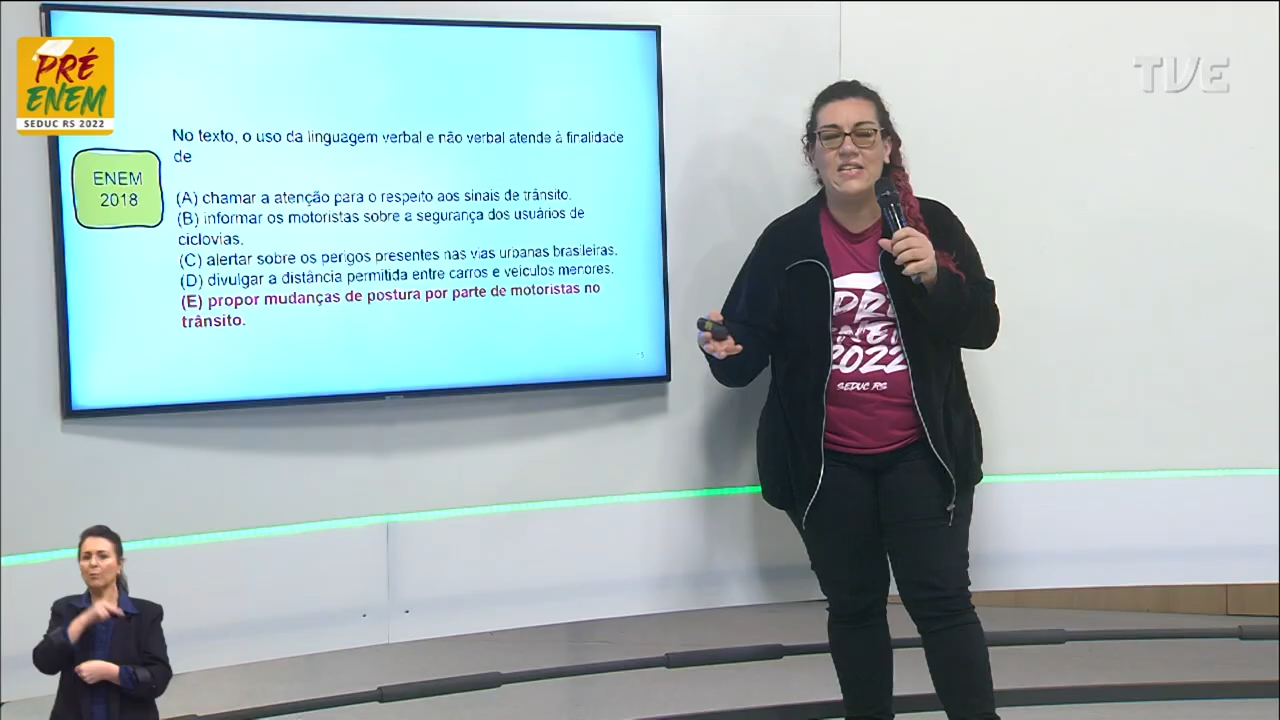 PRÉ
ENEM
SEDUC RS 2022
TVE
No texto, o uso da linguagem verbal e não verbal atende à finalidade
de
ENEM
2018
(A) chamar a atenção para o respeito aos sinais de trânsito.
(B) informar os motoristas sobre a segurança dos usuários de
ciclovias.
(C) alertar sobre os perigos presentes nas vias urbanas brasileiras.
(D) divulgar a distância permitida entre carros e veículos menores.
(E) propor mudanças de postura por parte de motoristas no
trânsito.
PRÉ
ENEM
2022
SEDUC RS